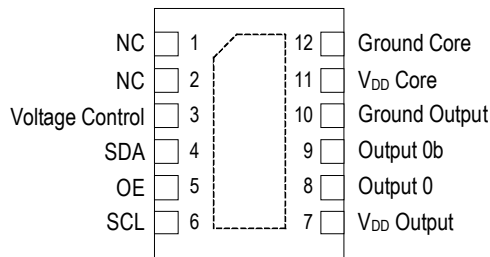 NC 1 12 Ground Core
NC 2 11 VDD Core
Voltage Control 3 10 Ground Output
SDA 4 9 Output 0b
OE 5 8 Output 0
SCL 6 7 VDD Output